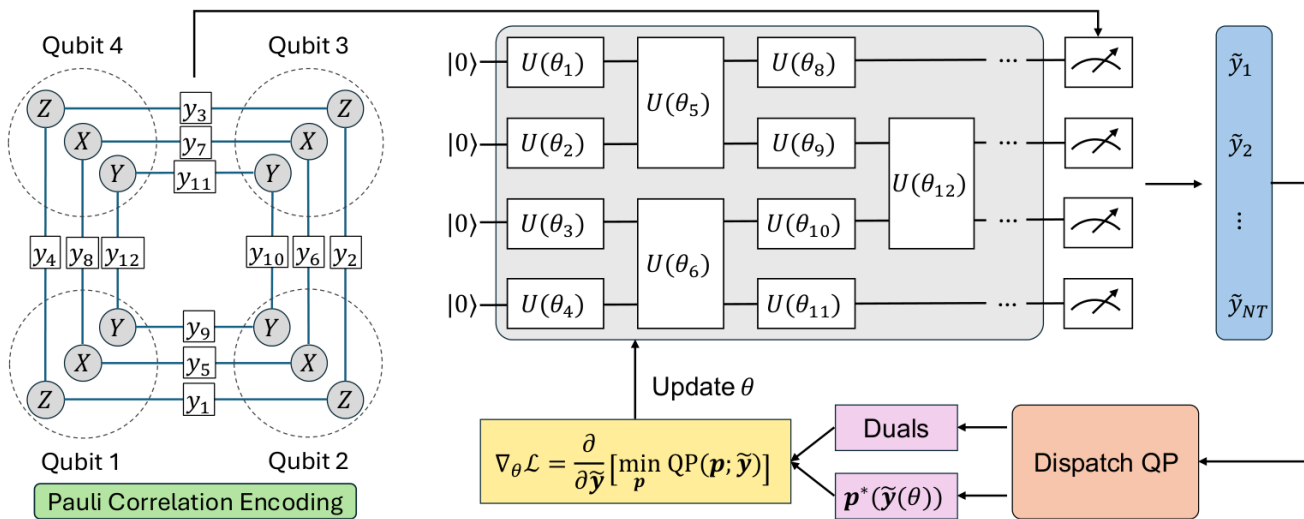 Qubit 4
Qubit 3
Z
y₃
Z
X
y₇
X
Y
y₁₁
Y
y₄
y₈
y₁₂
y₁₀
y₆
y₂
Y
y₉
Y
X
y₅
X
Z
y₁
Z
Qubit 1
Qubit 2
Pauli Correlation Encoding
|0⟩
U(θ₁)
U(θ₅)
U(θ₈)
...
|0⟩
U(θ₂)
U(θ₉)
U(θ₁₂)
...
|0⟩
U(θ₃)
U(θ₆)
U(θ₁₀)
...
|0⟩
U(θ₄)
U(θ₁₁)
...
ỹ₁
ỹ₂
⋮
ỹ_NT
Update θ
∇_θ ℒ = ∂/∂ỹ [min_p QP(p; ỹ)]
Duals
p*(ỹ(θ))
Dispatch QP